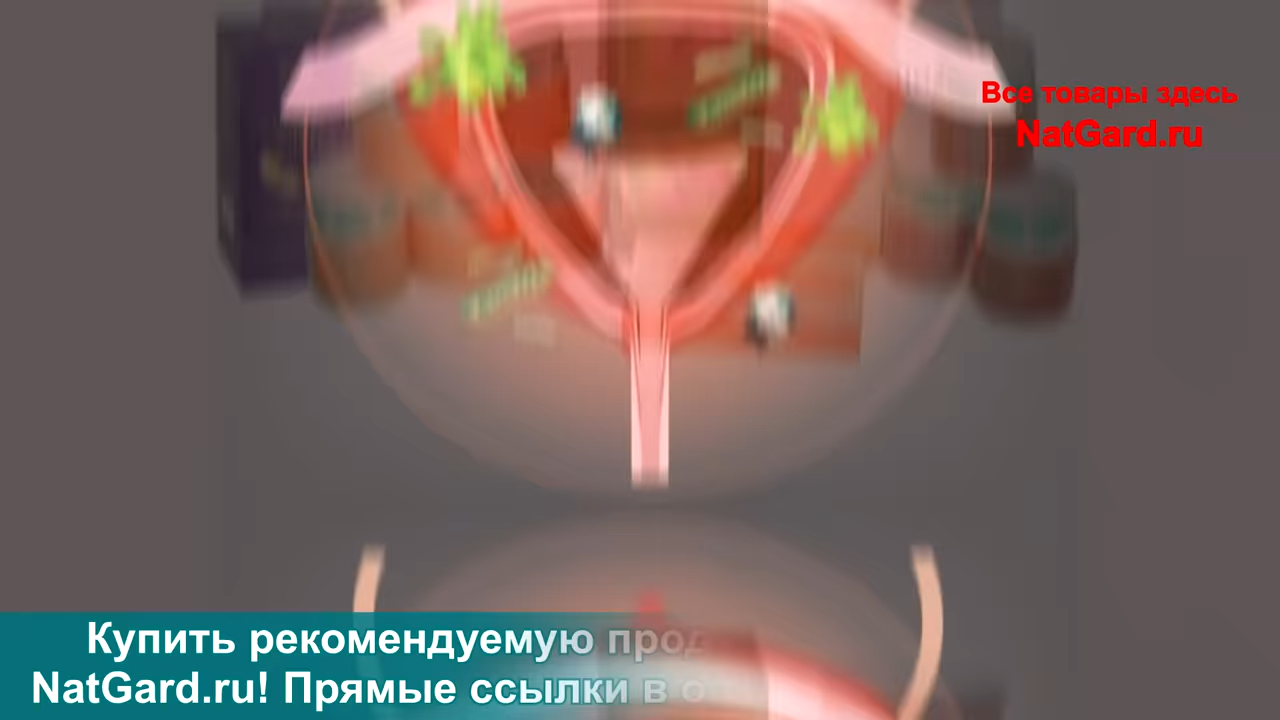 Все товары здесь
NatGard.ru
Купить рекомендуемую
NatGard.ru! Прямые ссылки в